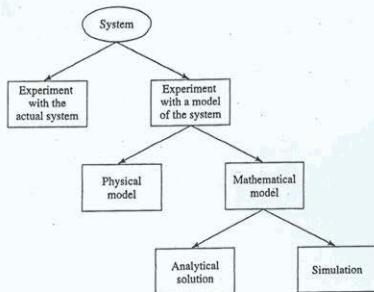 System
Experiment
with the
actual system
Experiment
with a model
of the system
Physical
model
Mathematical
model
Analytical
solution
Simulation